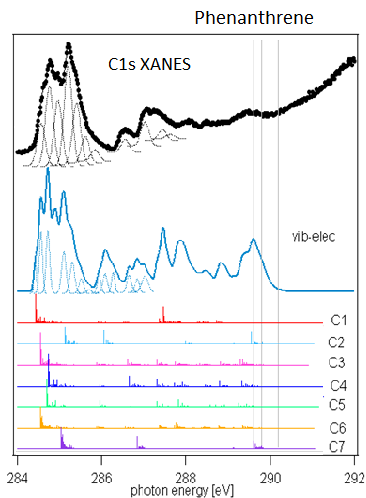 Phenanthrene
C1s XANES
vib-elec
C1
C2
C3
C4
C5
C6
C7
284 286 288 290 292
photon energy [eV]